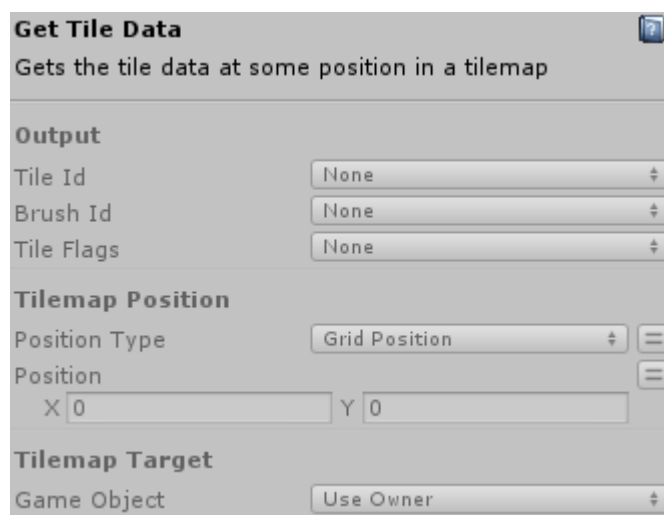 Get Tile Data
Gets the tile data at some position in a tilemap
Output
Tile Id None
Brush Id None
Tile Flags None
Tilemap Position
Position Type Grid Position
Position
X 0 Y 0
Tilemap Target
Game Object Use Owner